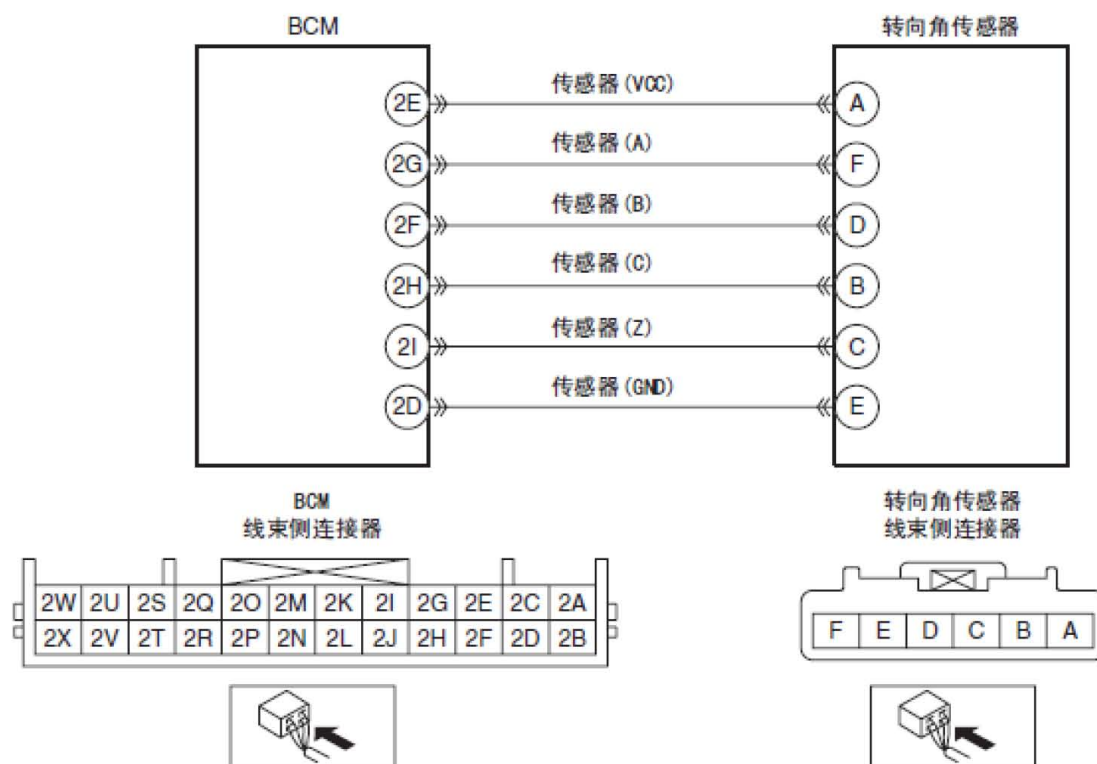 BCM
转向角传感器
2E
传感器(VCC)
A
2G
传感器(A)
F
2F
传感器(B)
D
2H
传感器(C)
B
2I
传感器(Z)
C
2D
传感器(GND)
E
BCM
线束侧连接器
转向角传感器
线束侧连接器
2W 2U 2S 2Q 2O 2M 2K 2I 2G 2E 2C 2A
2X 2V 2T 2R 2P 2N 2L 2J 2H 2F 2D 2B
F E D C B A